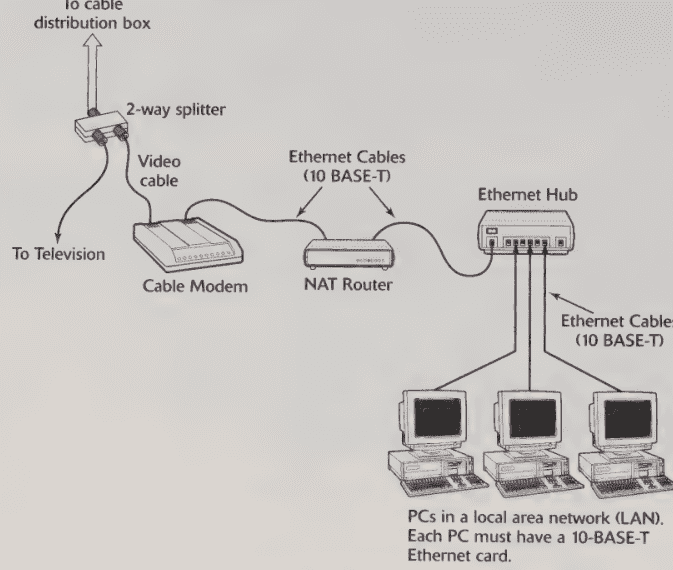 To cable
distribution box
2-way splitter
Video
cable
Ethernet Cables
(10 BASE-T)
Ethernet Hub
To Television
Cable Modem
NAT Router
Ethernet Cables
(10 BASE-T)
PCs in a local area network (LAN).
Each PC must have a 10-BASE-T
Ethernet card.